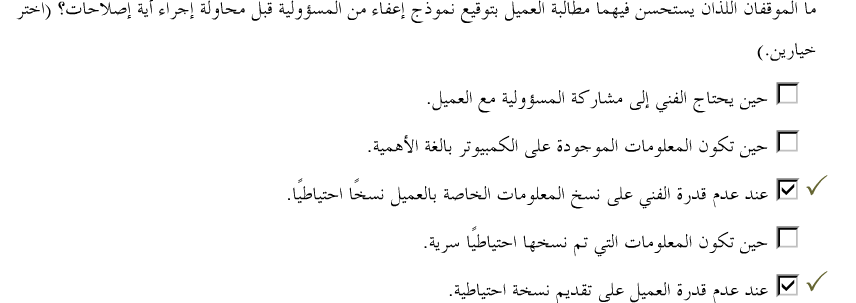 ما الموقفان اللذان يستحسن فيهما مطالبة العميل بتوقيع نموذج إعفاء من المسؤولية قبل محاولة إجراء أية إصلاحات؟ (اختر
خيارين.)
حين يحتاج الفني إلى مشاركة المسؤولية مع العميل.
حين تكون المعلومات الموجودة على الكمبيوتر بالغة الأهمية.
عند عدم قدرة الفني على نسخ المعلومات الخاصة بالعميل نسخًا احتياطيًا.
حين تكون المعلومات التي تم نسخها احتياطيًا سرية.
عند عدم قدرة العميل على تقديم نسخة احتياطية.